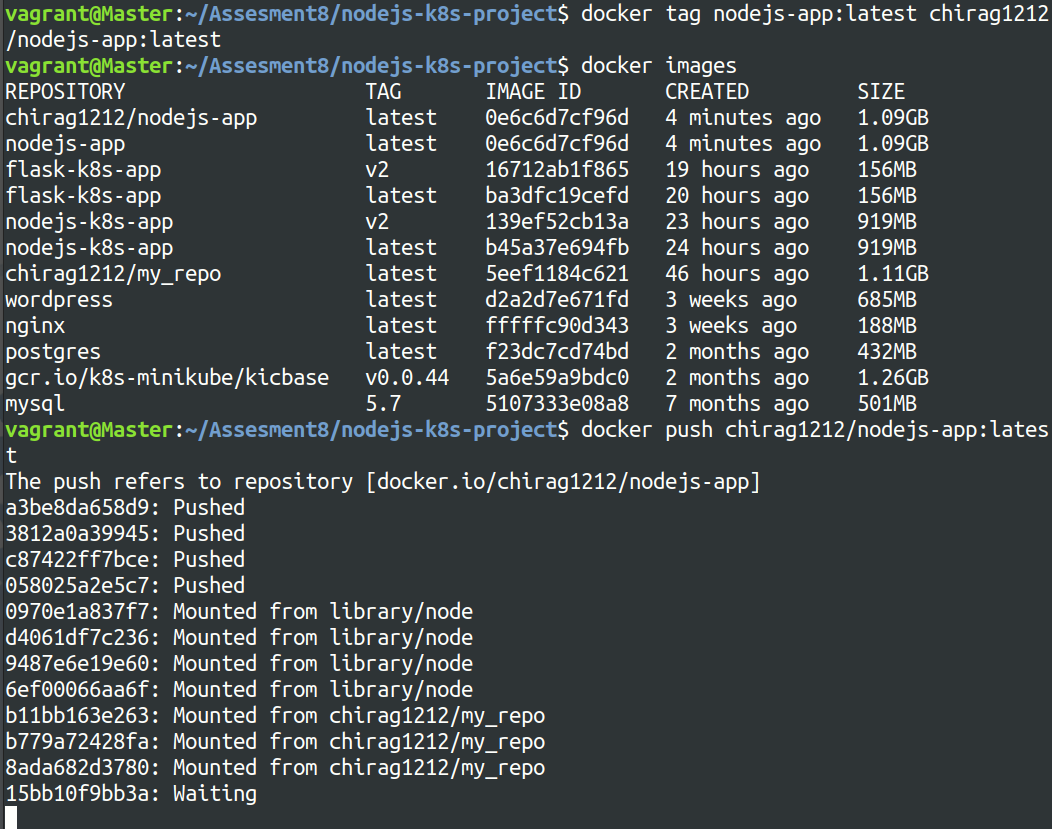 vagrant@Master:~/Assesment8/nodejs-k8s-project$ docker tag nodejs-app:latest chirag1212
/nodejs-app:latest
vagrant@Master:~/Assesment8/nodejs-k8s-project$ docker images
REPOSITORY                    TAG       IMAGE ID       CREATED         SIZE
chirag1212/nodejs-app         latest    0e6c6d7cf96d   4 minutes ago   1.09GB
nodejs-app                    latest    0e6c6d7cf96d   4 minutes ago   1.09GB
flask-k8s-app                 v2        16712ab1f865   19 hours ago    156MB
flask-k8s-app                 latest    ba3dfc19cefd   20 hours ago    156MB
nodejs-k8s-app                v2        139ef52cb13a   23 hours ago    919MB
nodejs-k8s-app                latest    b45a37e694fb   24 hours ago    919MB
chirag1212/my_repo            latest    5eef1184c621   46 hours ago    1.11GB
wordpress                     latest    d2a2d7e671fd   3 weeks ago     685MB
nginx                         latest    fffffc90d343   3 weeks ago     188MB
postgres                      latest    f23dc7cd74bd   2 months ago    432MB
gcr.io/k8s-minikube/kicbase   v0.0.44   5a6e59a9bdc0   2 months ago    1.26GB
mysql                         5.7       5107333e08a8   7 months ago    501MB
vagrant@Master:~/Assesment8/nodejs-k8s-project$ docker push chirag1212/nodejs-app:lates
t
The push refers to repository [docker.io/chirag1212/nodejs-app]
a3be8da658d9: Pushed
3812a0a39945: Pushed
c87422ff7bce: Pushed
058025a2e5c7: Pushed
0970e1a837f7: Mounted from library/node
d4061df7c236: Mounted from library/node
9487e6e19e60: Mounted from library/node
6ef00066aa6f: Mounted from library/node
b11bb163e263: Mounted from chirag1212/my_repo
b779a72428fa: Mounted from chirag1212/my_repo
8ada682d3780: Mounted from chirag1212/my_repo
15bb10f9bb3a: Waiting